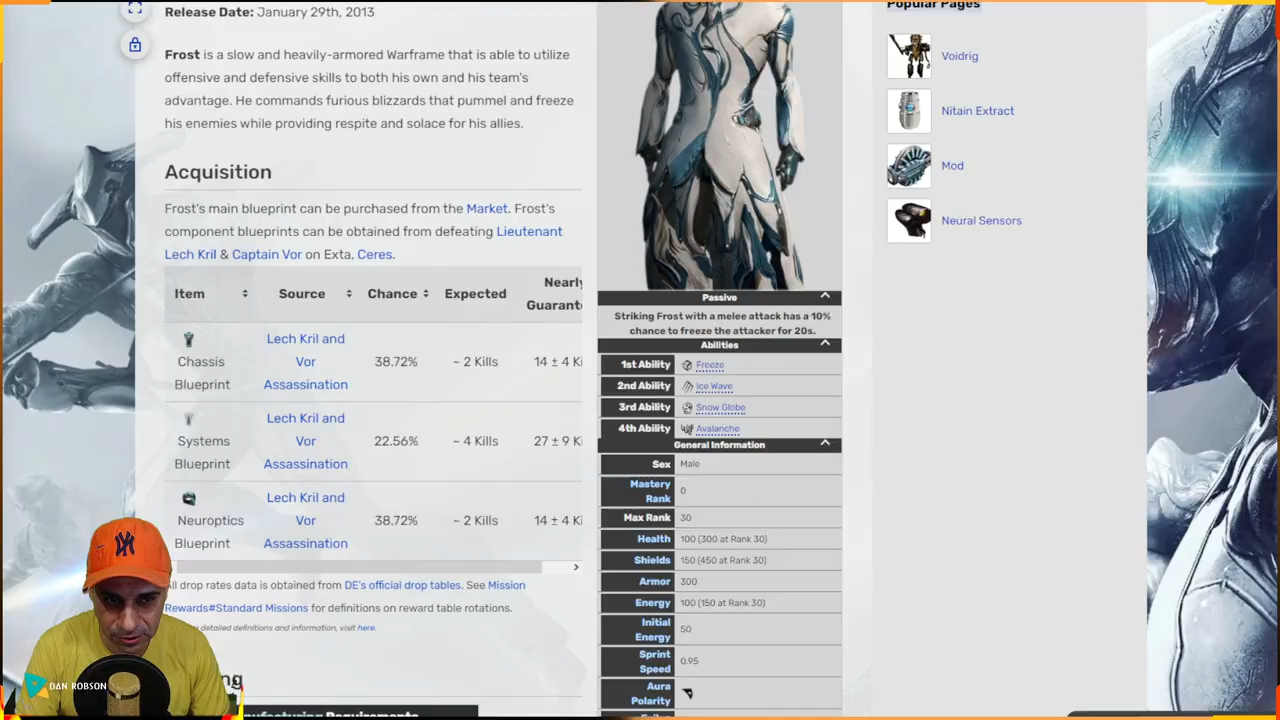 Release Date: January 29th, 2013
Frost is a slow and heavily-armored Warframe that is able to utilize
offensive and defensive skills to both his own and his team's
advantage. He commands furious blizzards that pummel and freeze
his enemies while providing respite and solace for his allies.
Acquisition
Frost's main blueprint can be purchased from the Market. Frost's
component blueprints can be obtained from defeating Lieutenant
Lech Kril & Captain Vor on Exta, Ceres.
Item Source Chance Expected Nearly
Guarante
Chassis
Blueprint
Lech Kril and
Vor
Assassination
38.72% ~ 2 Kills 14 ± 4 Ki
Systems
Blueprint
Lech Kril and
Vor
Assassination
22.56% ~ 4 Kills 27 ± 9 Ki
Neuroptics
Blueprint
Lech Kril and
Vor
Assassination
38.72% ~ 2 Kills 14 ± 4 Ki
All drop rates data is obtained from DE's official drop tables. See Mission
Rewards#Standard Missions for definitions on reward table rotations.
detailed definitions and information, visit here.
Manufacturing Requirements
Passive
Striking Frost with a melee attack has a 10%
chance to freeze the attacker for 20s.
Abilities
1st Ability Freeze
2nd Ability Ice Wave
3rd Ability Snow Globe
4th Ability Avalanche
General Information
Sex Male
Mastery
Rank 0
Max Rank 30
Health 100 (300 at Rank 30)
Shields 150 (450 at Rank 30)
Armor 300
Energy 100 (150 at Rank 30)
Initial
Energy 50
Sprint
Speed 0.95
Aura
Polarity
Popular Pages
Voidrig
Nitain Extract
Mod
Neural Sensors
DAN ROBSON